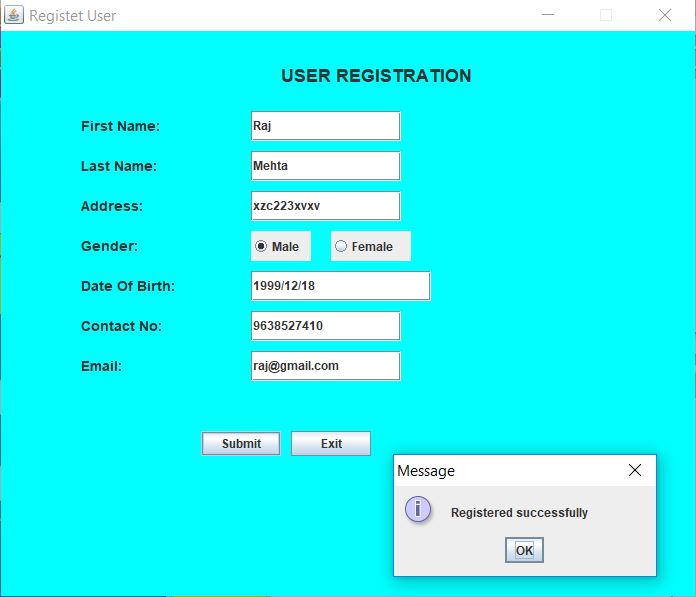 Registet User
USER REGISTRATION
First Name: Raj
Last Name: Mehta
Address: xzc223xvxv
Gender: Male Female
Date Of Birth: 1999/12/18
Contact No: 9638527410
Email: raj@gmail.com
Submit Exit
Message
i
Registered successfully
OK